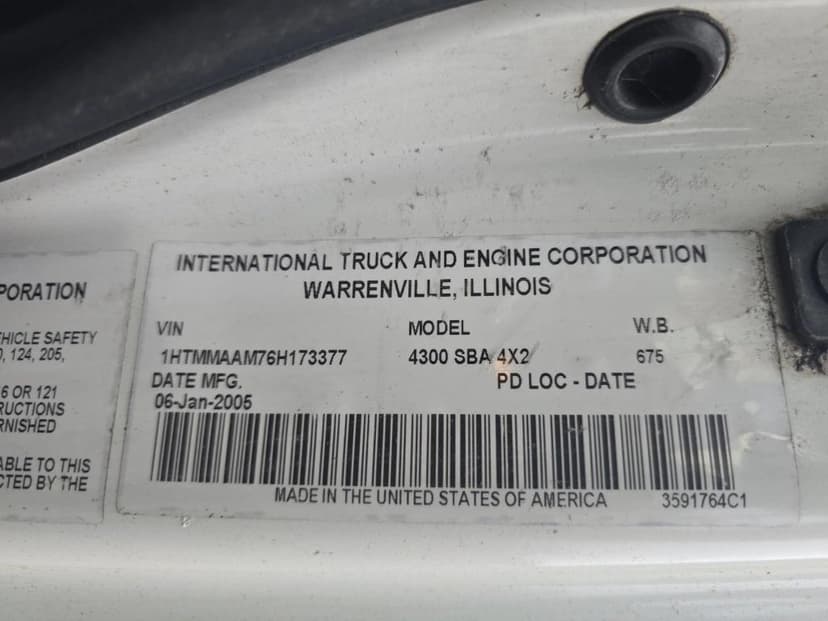 PORATION
EHICLE SAFETY
, 124, 205,
6 OR 121
RUCTIONS
RNISHED
ABLE TO THIS
CTED BY THE
INTERNATIONAL TRUCK AND ENGINE CORPORATION
WARRENVILLE, ILLINOIS
VIN MODEL W.B.
1HTMMAAM76H173377 4300 SBA 4X2 675
DATE MFG. PD LOC - DATE
06-Jan-2005
MADE IN THE UNITED STATES OF AMERICA 3591764C1